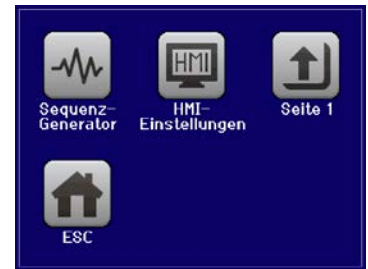 HMI
Sequenz-
Generator
HMI-
Einstellungen
Seite 1
ESC